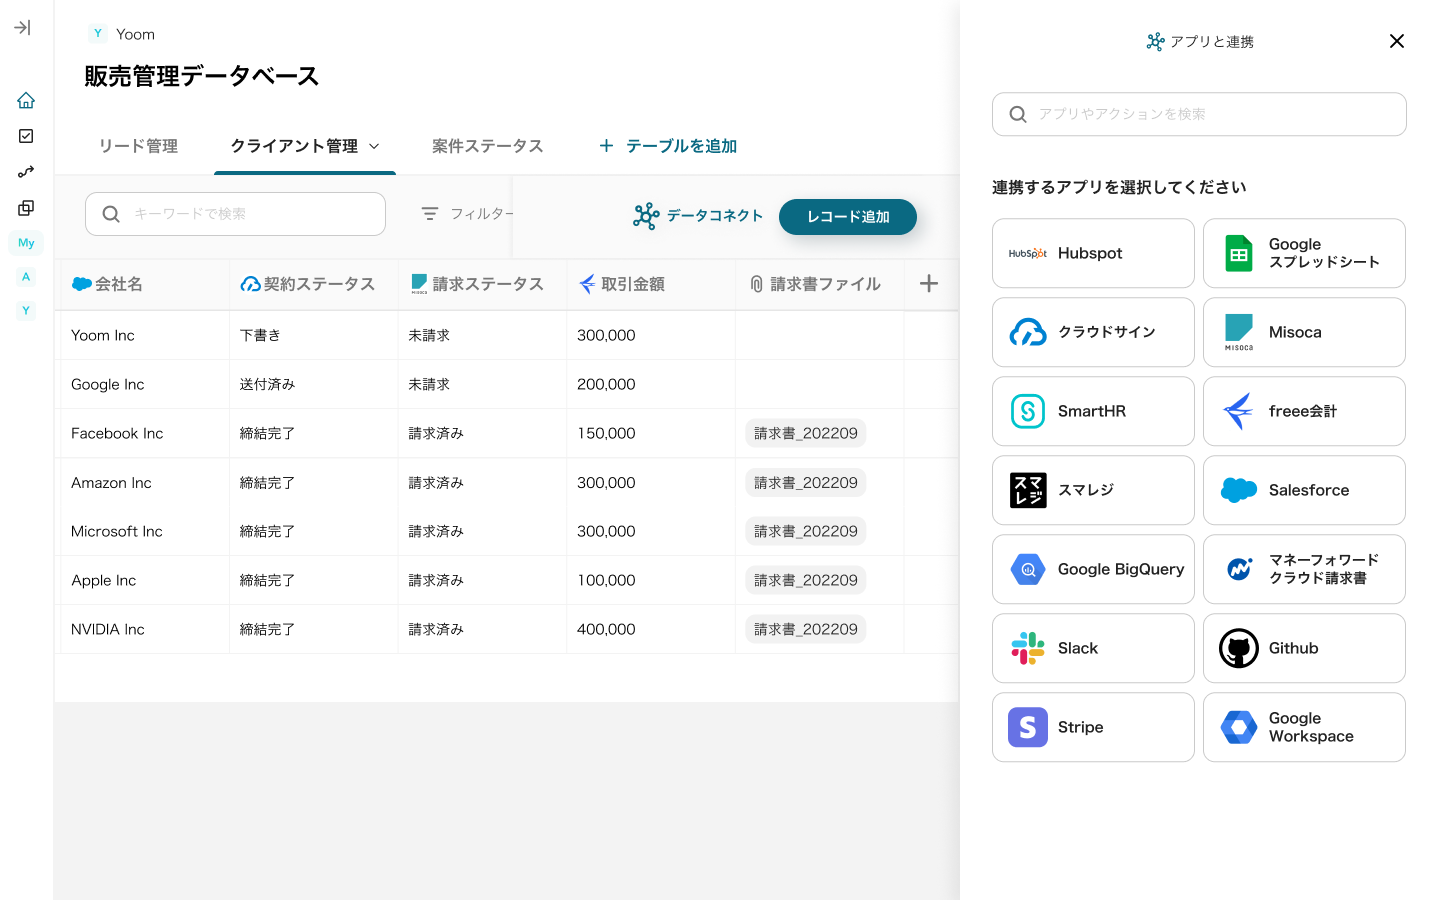 Y Yoom
販売管理データベース
リード管理 クライアント管理 案件ステータス + テーブルを追加
キーワードで検索 フィルター データコネクト レコード追加
会社名 契約ステータス 請求ステータス 取引金額 請求書ファイル
Yoom Inc 下書き 未請求 300,000
Google Inc 送付済み 未請求 200,000
Facebook Inc 締結完了 請求済み 150,000 請求書_202209
Amazon Inc 締結完了 請求済み 300,000 請求書_202209
Microsoft Inc 締結完了 請求済み 300,000 請求書_202209
Apple Inc 締結完了 請求済み 100,000 請求書_202209
NVIDIA Inc 締結完了 請求済み 400,000 請求書_202209
My
A
Y
アプリと連携
アプリやアクションを検索
連携するアプリを選択してください
HubSpot Hubspot
Google
スプレッドシート
クラウドサイン
MISOCA Misoca
SmartHR
freee会計
スマレジ スマレジ
Salesforce
Google BigQuery
マネーフォワード
クラウド請求書
Slack
Github
S Stripe
Google
Workspace